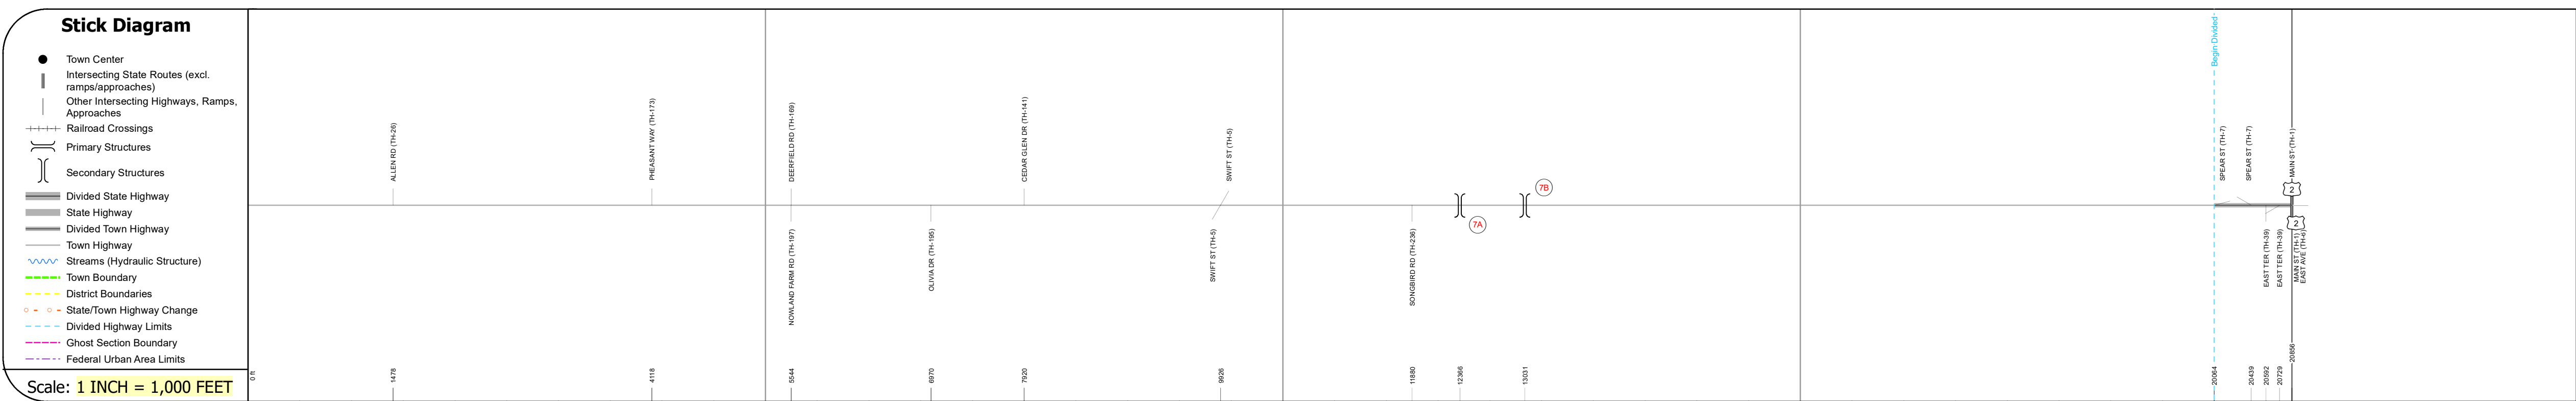 Stick Diagram
Town Center
Intersecting State Routes (excl.
ramps/approaches)
Other Intersecting Highways, Ramps,
Approaches
Railroad Crossings
Primary Structures
Secondary Structures
Divided State Highway
State Highway
Divided Town Highway
Town Highway
Streams (Hydraulic Structure)
Town Boundary
District Boundaries
State/Town Highway Change
Divided Highway Limits
Ghost Section Boundary
Federal Urban Area Limits
Scale: 1 INCH = 1,000 FEET
ALLEN RD (TH-26)
PHEASANT WAY (TH-173)
DEERFIELD RD (TH-169)
CEDAR GLEN DR (TH-141)
SWIFT ST (TH-5)
Begin Divided
SPEAR ST (TH-7)
SPEAR ST (TH-7)
MAIN ST (TH-1)
2
7B
7A
2
NOWLAND FARM RD (TH-197)
OLIVIA DR (TH-195)
SWIFT ST (TH-5)
SONGBIRD RD (TH-236)
EAST TER (TH-39)
EAST TER (TH-39)
MAIN ST (TH-1)
EAST AVE (TH-6)
0 ft
1478
4118
5544
6970
7920
9926
11880
12366
13031
20064
20439
20592
20729
20856